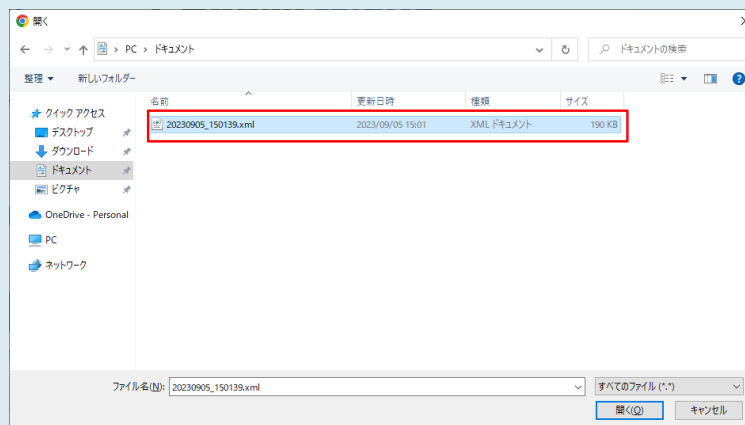 開く
PC › ドキュメント
ドキュメントの検索
整理 新しいフォルダー
名前 更新日時 種類 サイズ
クイック アクセス
20230905_150139.xml 2023/09/05 15:01 XML ドキュメント 190 KB
デスクトップ
ダウンロード
ドキュメント
ピクチャ
OneDrive - Personal
PC
ネットワーク
ファイル名(N): 20230905_150139.xml すべてのファイル (*.*)
開く(O) キャンセル